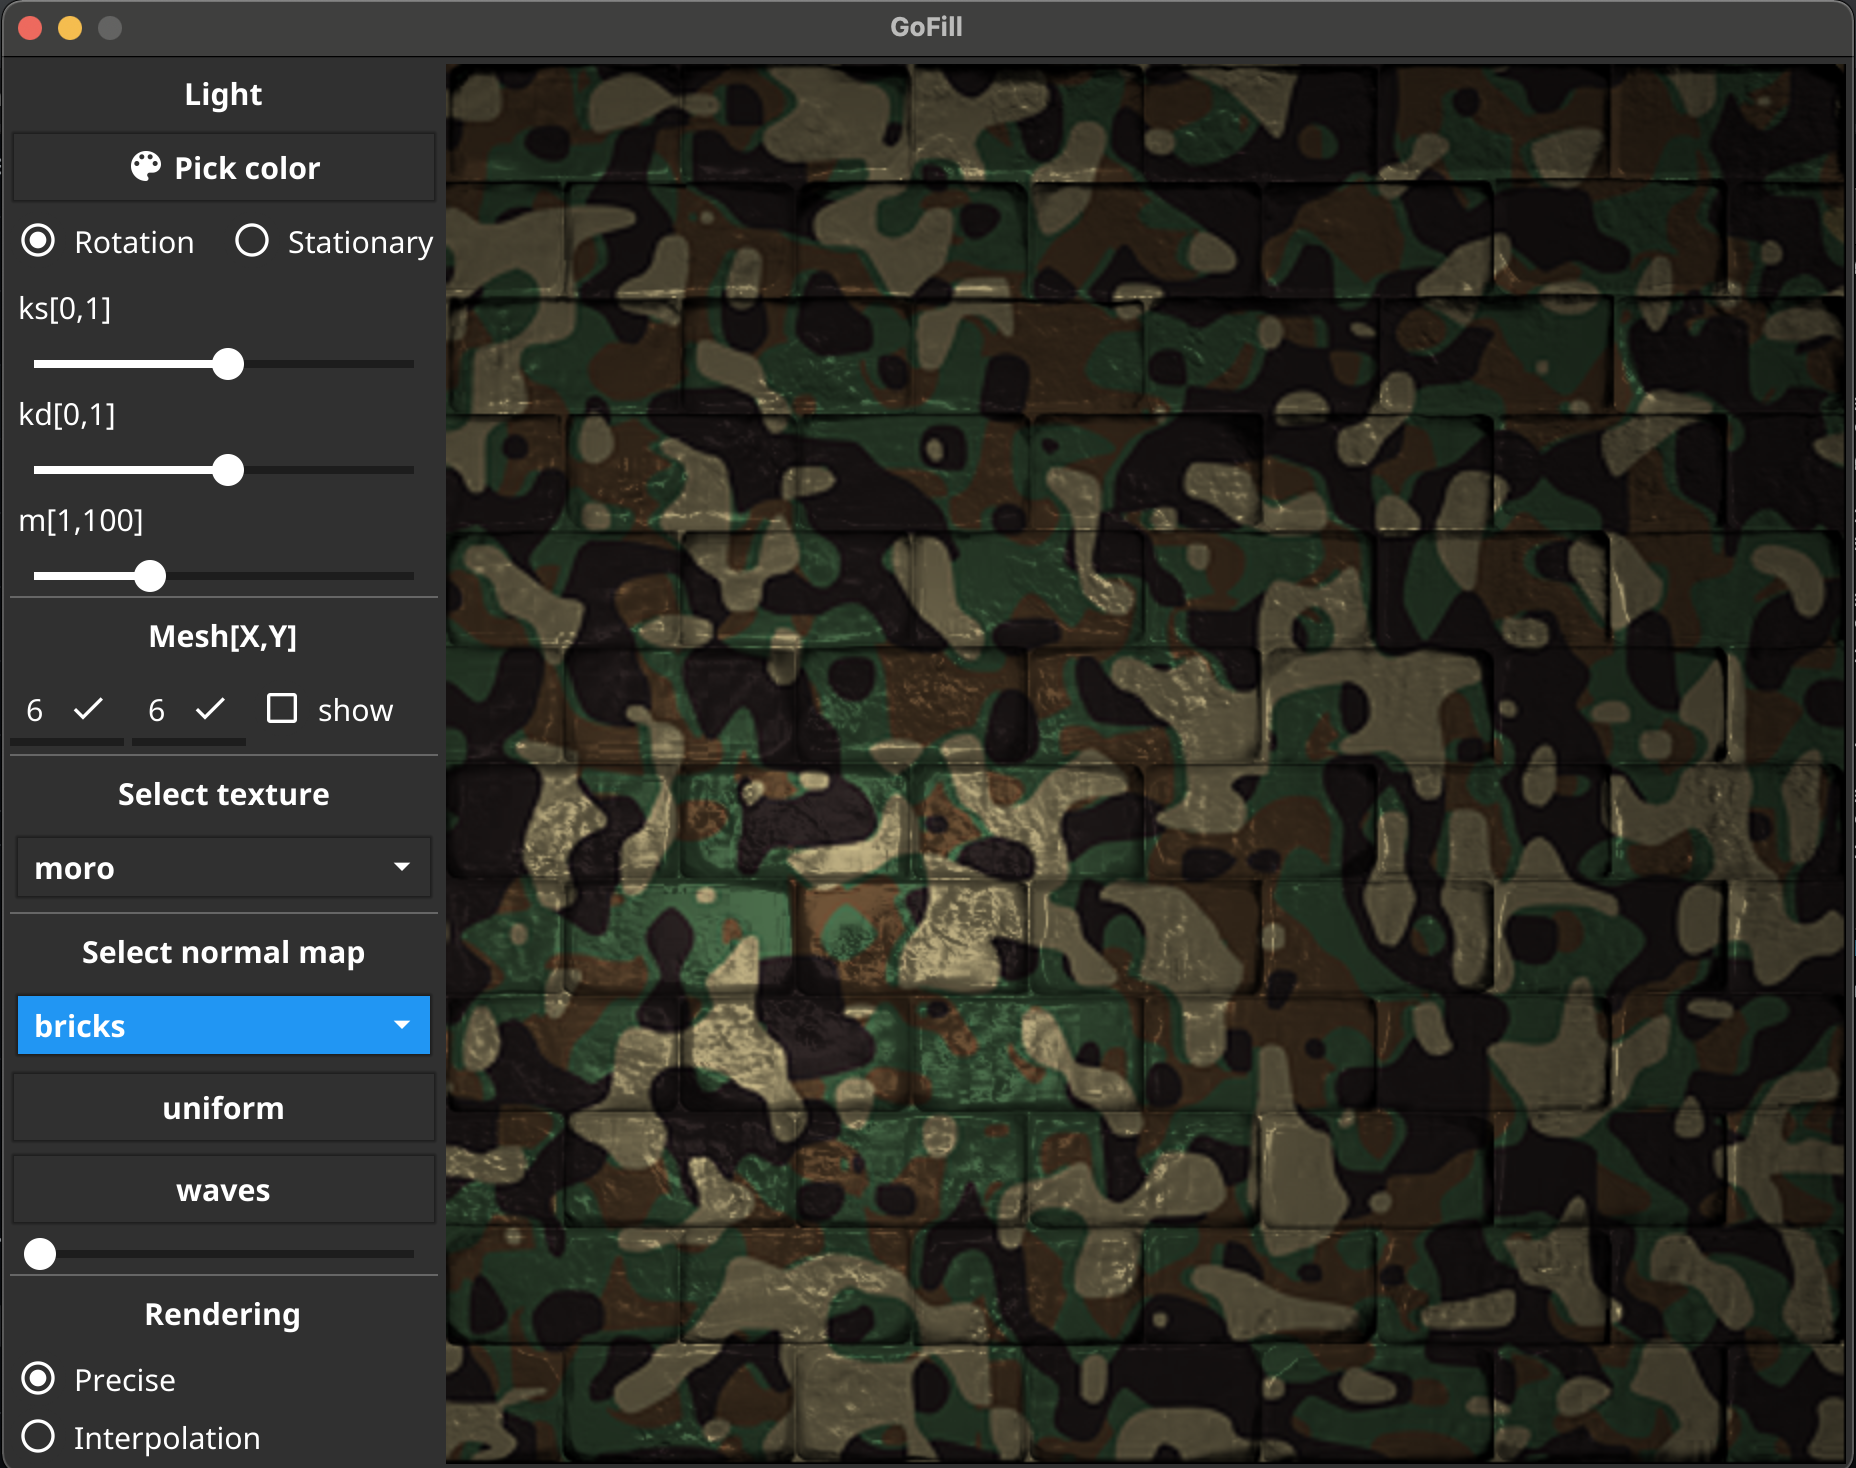 GoFill
Light
Pick color
Rotation Stationary
ks[0,1]
kd[0,1]
m[1,100]
Mesh[X,Y]
6 6 show
Select texture
moro
Select normal map
bricks
uniform
waves
Rendering
Precise
Interpolation